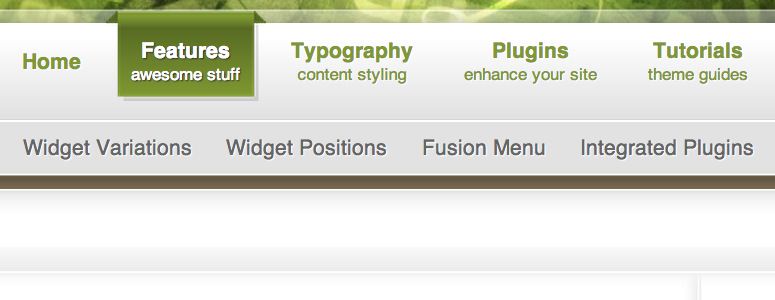 Home
Features
awesome stuff
Typography
content styling
Plugins
enhance your site
Tutorials
theme guides
Widget Variations
Widget Positions
Fusion Menu
Integrated Plugins